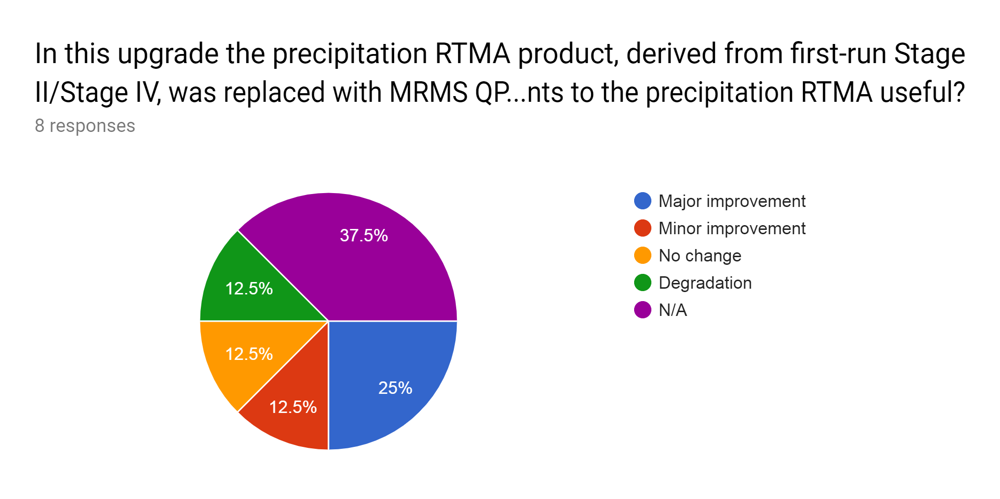 In this upgrade the precipitation RTMA product, derived from first-run Stage
II/Stage IV, was replaced with MRMS QP...nts to the precipitation RTMA useful?
8 responses
37.5%
12.5%
12.5%
12.5%
25%
Major improvement
Minor improvement
No change
Degradation
N/A